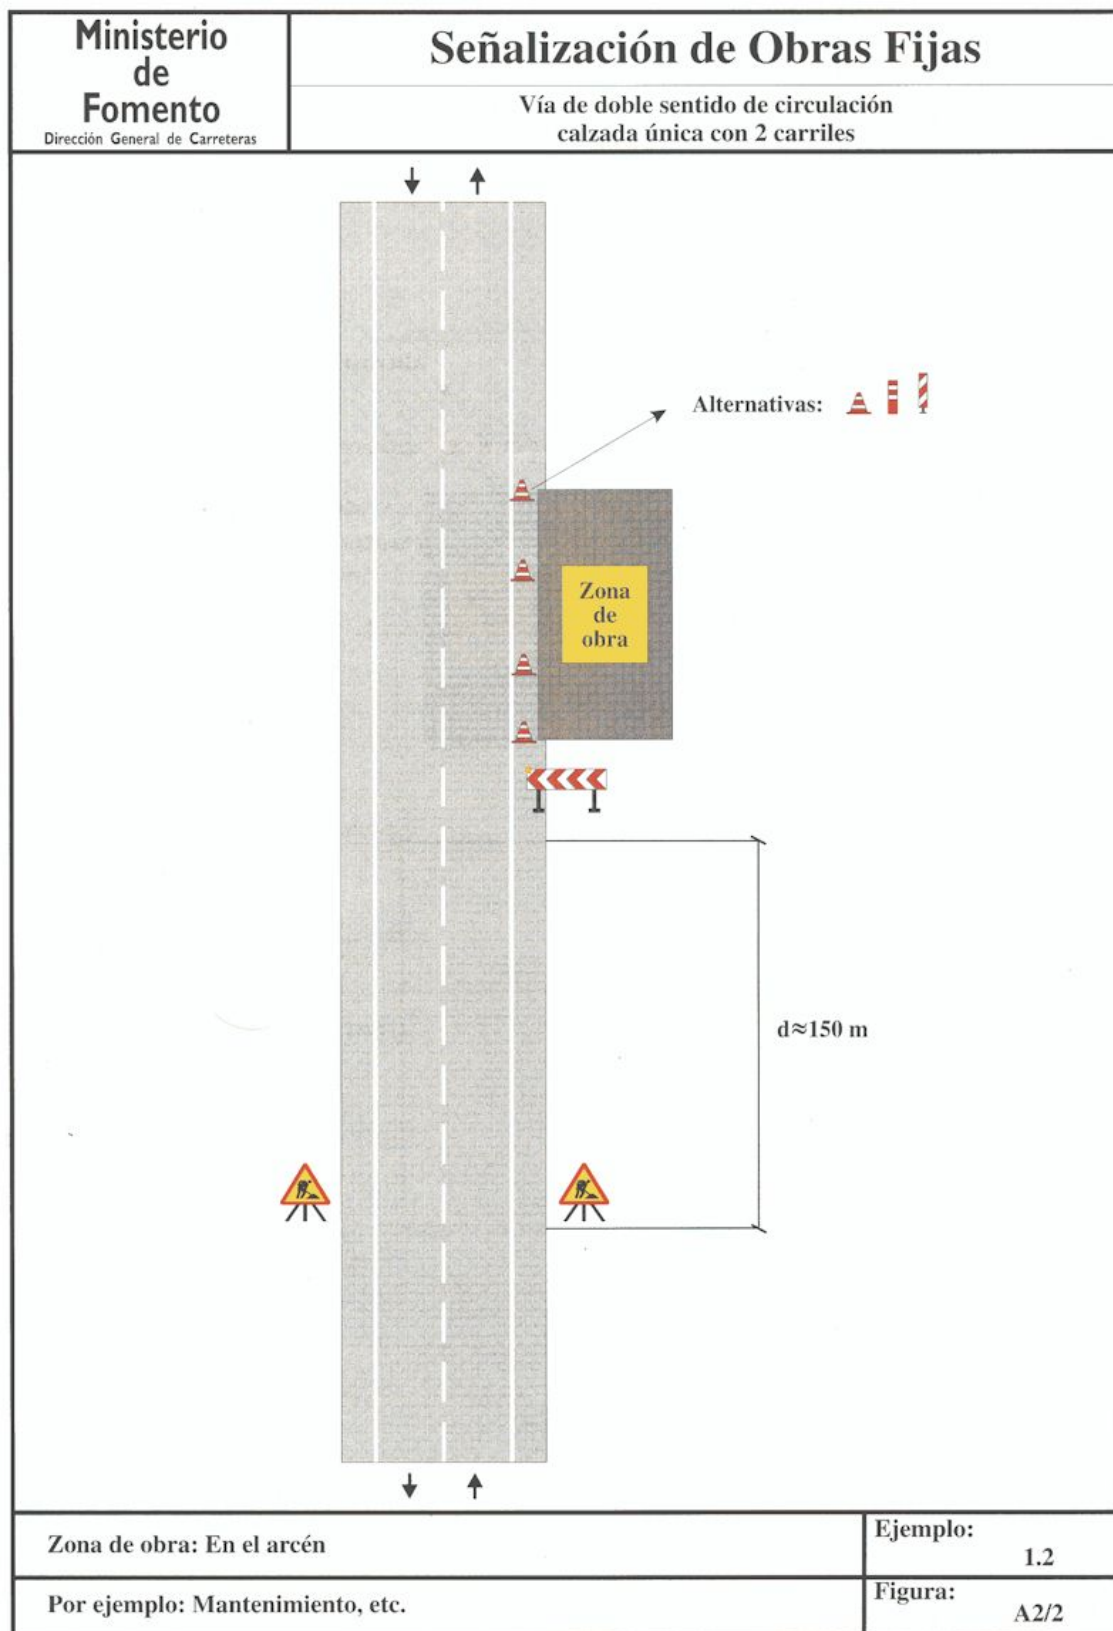 Ministerio
de
Fomento
Dirección General de Carreteras
Señalización de Obras Fijas
Vía de doble sentido de circulación
calzada única con 2 carriles
Alternativas:
Zona
de
obra
d≈150 m
Zona de obra: En el arcén
Ejemplo:
1.2
Por ejemplo: Mantenimiento, etc.
Figura:
A2/2